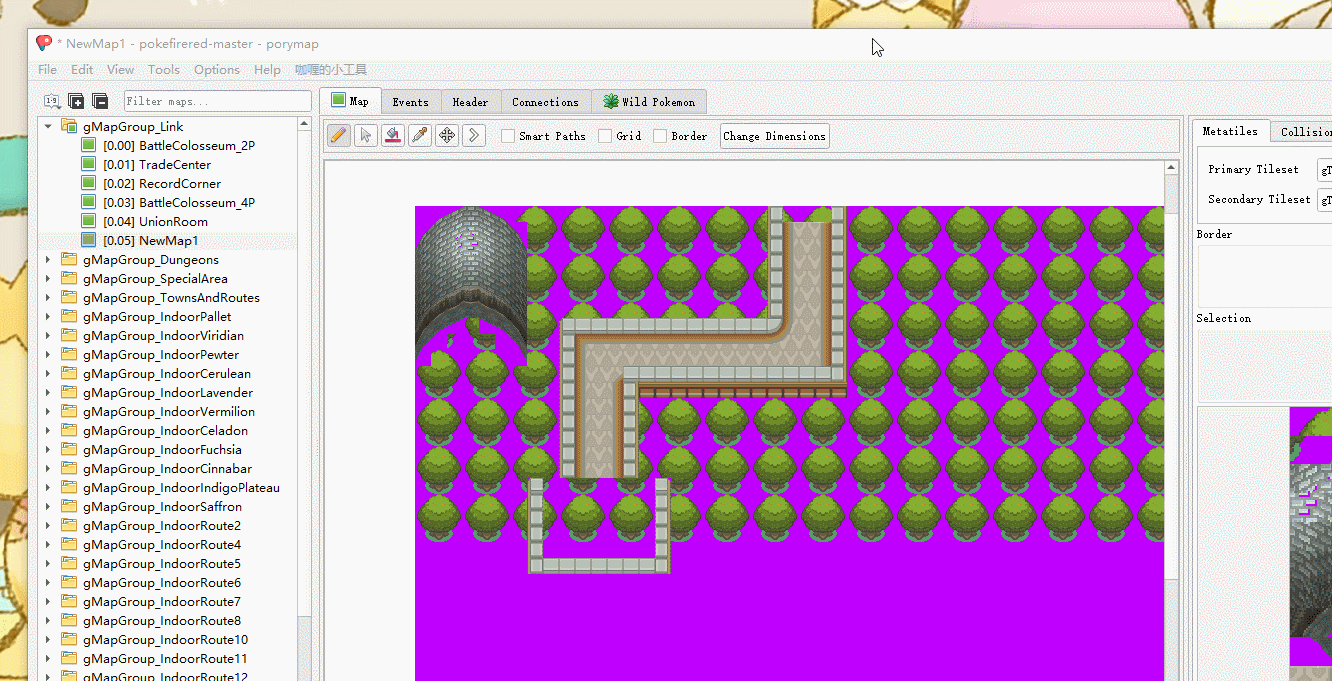 * NewMap1 - pokefirered-master - porymap
File Edit View Tools Options Help 咖喱的小工具
Filter maps...
Map Events Header Connections Wild Pokemon
Smart Paths Grid Border Change Dimensions
gMapGroup_Link
[0.00] BattleColosseum_2P
[0.01] TradeCenter
[0.02] RecordCorner
[0.03] BattleColosseum_4P
[0.04] UnionRoom
[0.05] NewMap1
gMapGroup_Dungeons
gMapGroup_SpecialArea
gMapGroup_TownsAndRoutes
gMapGroup_IndoorPallet
gMapGroup_IndoorViridian
gMapGroup_IndoorPewter
gMapGroup_IndoorCerulean
gMapGroup_IndoorLavender
gMapGroup_IndoorVermilion
gMapGroup_IndoorCeladon
gMapGroup_IndoorFuchsia
gMapGroup_IndoorCinnabar
gMapGroup_IndoorIndigoPlateau
gMapGroup_IndoorSaffron
gMapGroup_IndoorRoute2
gMapGroup_IndoorRoute4
gMapGroup_IndoorRoute5
gMapGroup_IndoorRoute6
gMapGroup_IndoorRoute7
gMapGroup_IndoorRoute8
gMapGroup_IndoorRoute10
gMapGroup_IndoorRoute11
gMapGroup_IndoorRoute12
Metatiles Collision
Primary Tileset gT
Secondary Tileset gT
Border
Selection